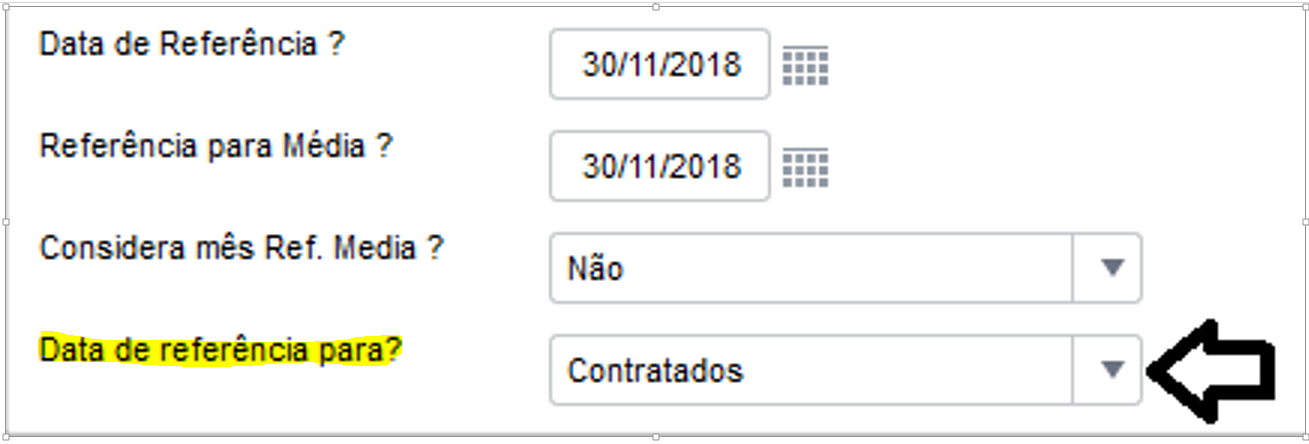 Data de Referência ?
30/11/2018
Referência para Média ?
30/11/2018
Considera mês Ref. Media ?
Não
Data de referência para?
Contratados